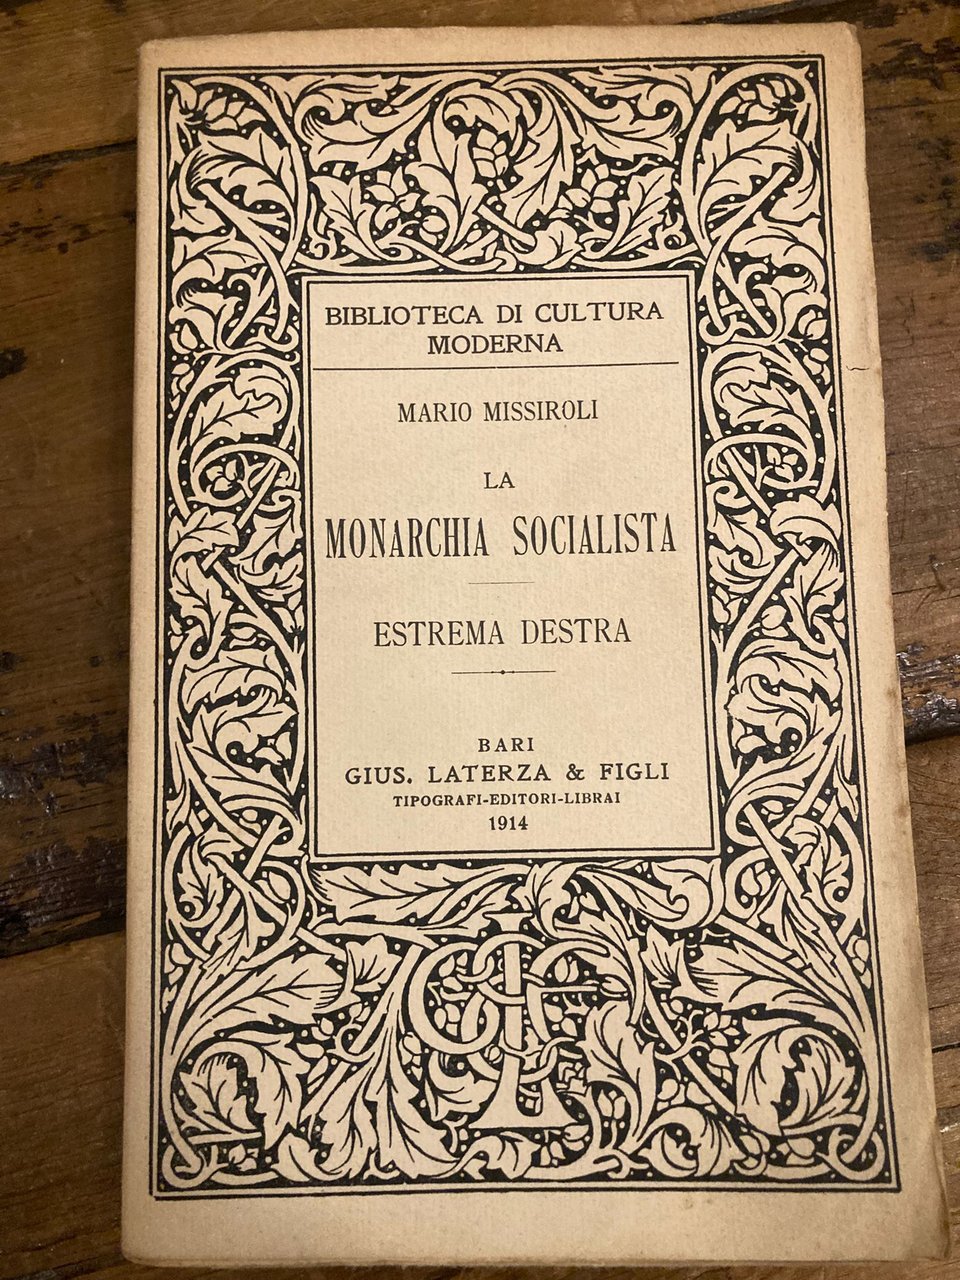 BIBLIOTECA DI CULTURA
MODERNA
MARIO MISSIROLI
LA
MONARCHIA SOCIALISTA
ESTREMA DESTRA
BARI
GIUS. LATERZA & FIGLI
TIPOGRAFI-EDITORI-LIBRAI
1914